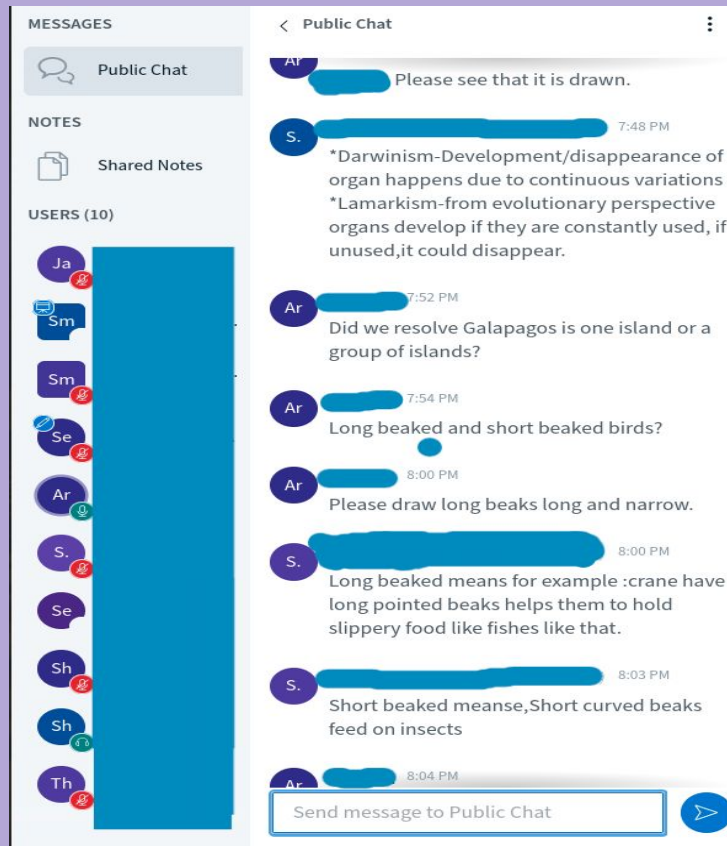 MESSAGES
Public Chat
NOTES
Shared Notes
USERS (10)
Ja
Sm
Sm
Se
Ar
S.
Se
Sh
Sh
Th
Public Chat
Ar
Please see that it is drawn.
S.
7:48 PM
*Darwinism-Development/disappearance of
organ happens due to continuous variations
*Lamarkism-from evolutionary perspective
organs develop if they are constantly used, if
unused,it could disappear.
Ar
7:52 PM
Did we resolve Galapagos is one island or a
group of islands?
Ar
7:54 PM
Long beaked and short beaked birds?
Ar
8:00 PM
Please draw long beaks long and narrow.
S.
8:00 PM
Long beaked means for example :crane have
long pointed beaks helps them to hold
slippery food like fishes like that.
S.
8:03 PM
Short beaked meanse,Short curved beaks
feed on insects
Ar
8:04 PM
Send message to Public Chat